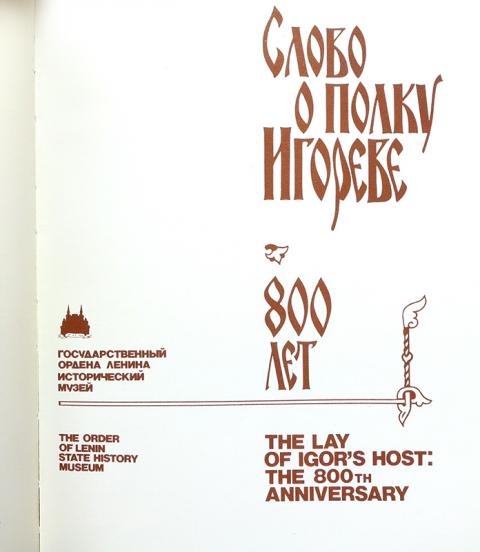 Слово
о полку
Игореве
800
лет
ГОСУДАРСТВЕННЫЙ
ОРДЕНА ЛЕНИНА
ИСТОРИЧЕСКИЙ
МУЗЕЙ
THE ORDER
OF LENIN
STATE HISTORY
MUSEUM
THE LAY
OF IGOR'S HOST:
THE 800TH
ANNIVERSARY